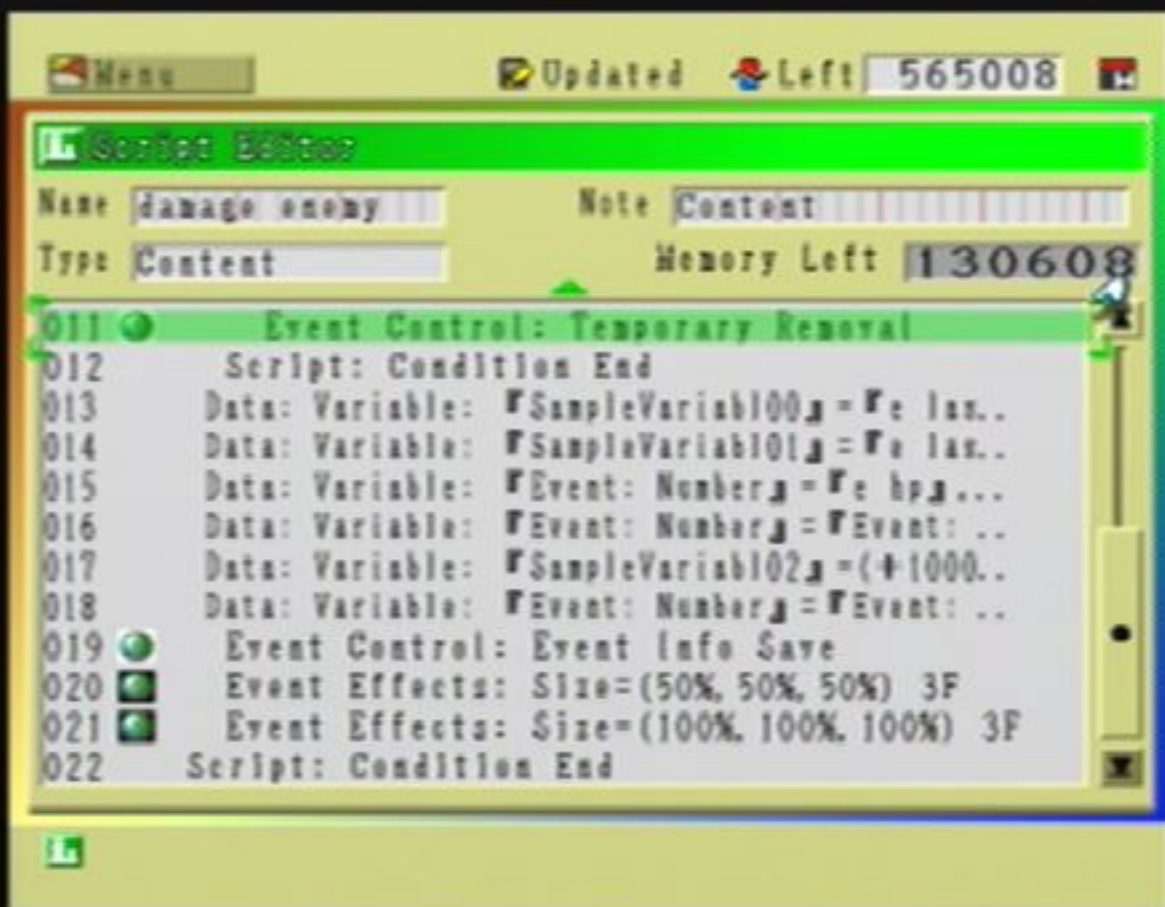 Menu Updated Left 565008
Script Editor
Name damage enemy Note Content
Type Content Memory Left 130608
011 Event Control: Temporary Removal
012 Script: Condition End
013 Data: Variable: 『SampleVariabl00』=『e las..
014 Data: Variable: 『SampleVariabl01』=『e las..
015 Data: Variable: 『Event: Number』=『e hp』...
016 Data: Variable: 『Event: Number』=『Event: ..
017 Data: Variable: 『SampleVariabl02』=(+1000..
018 Data: Variable: 『Event: Number』=『Event: ..
019 Event Control: Event Info Save
020 Event Effects: Size=(50%, 50%, 50%) 3F
021 Event Effects: Size=(100%, 100%, 100%) 3F
022 Script: Condition End
L